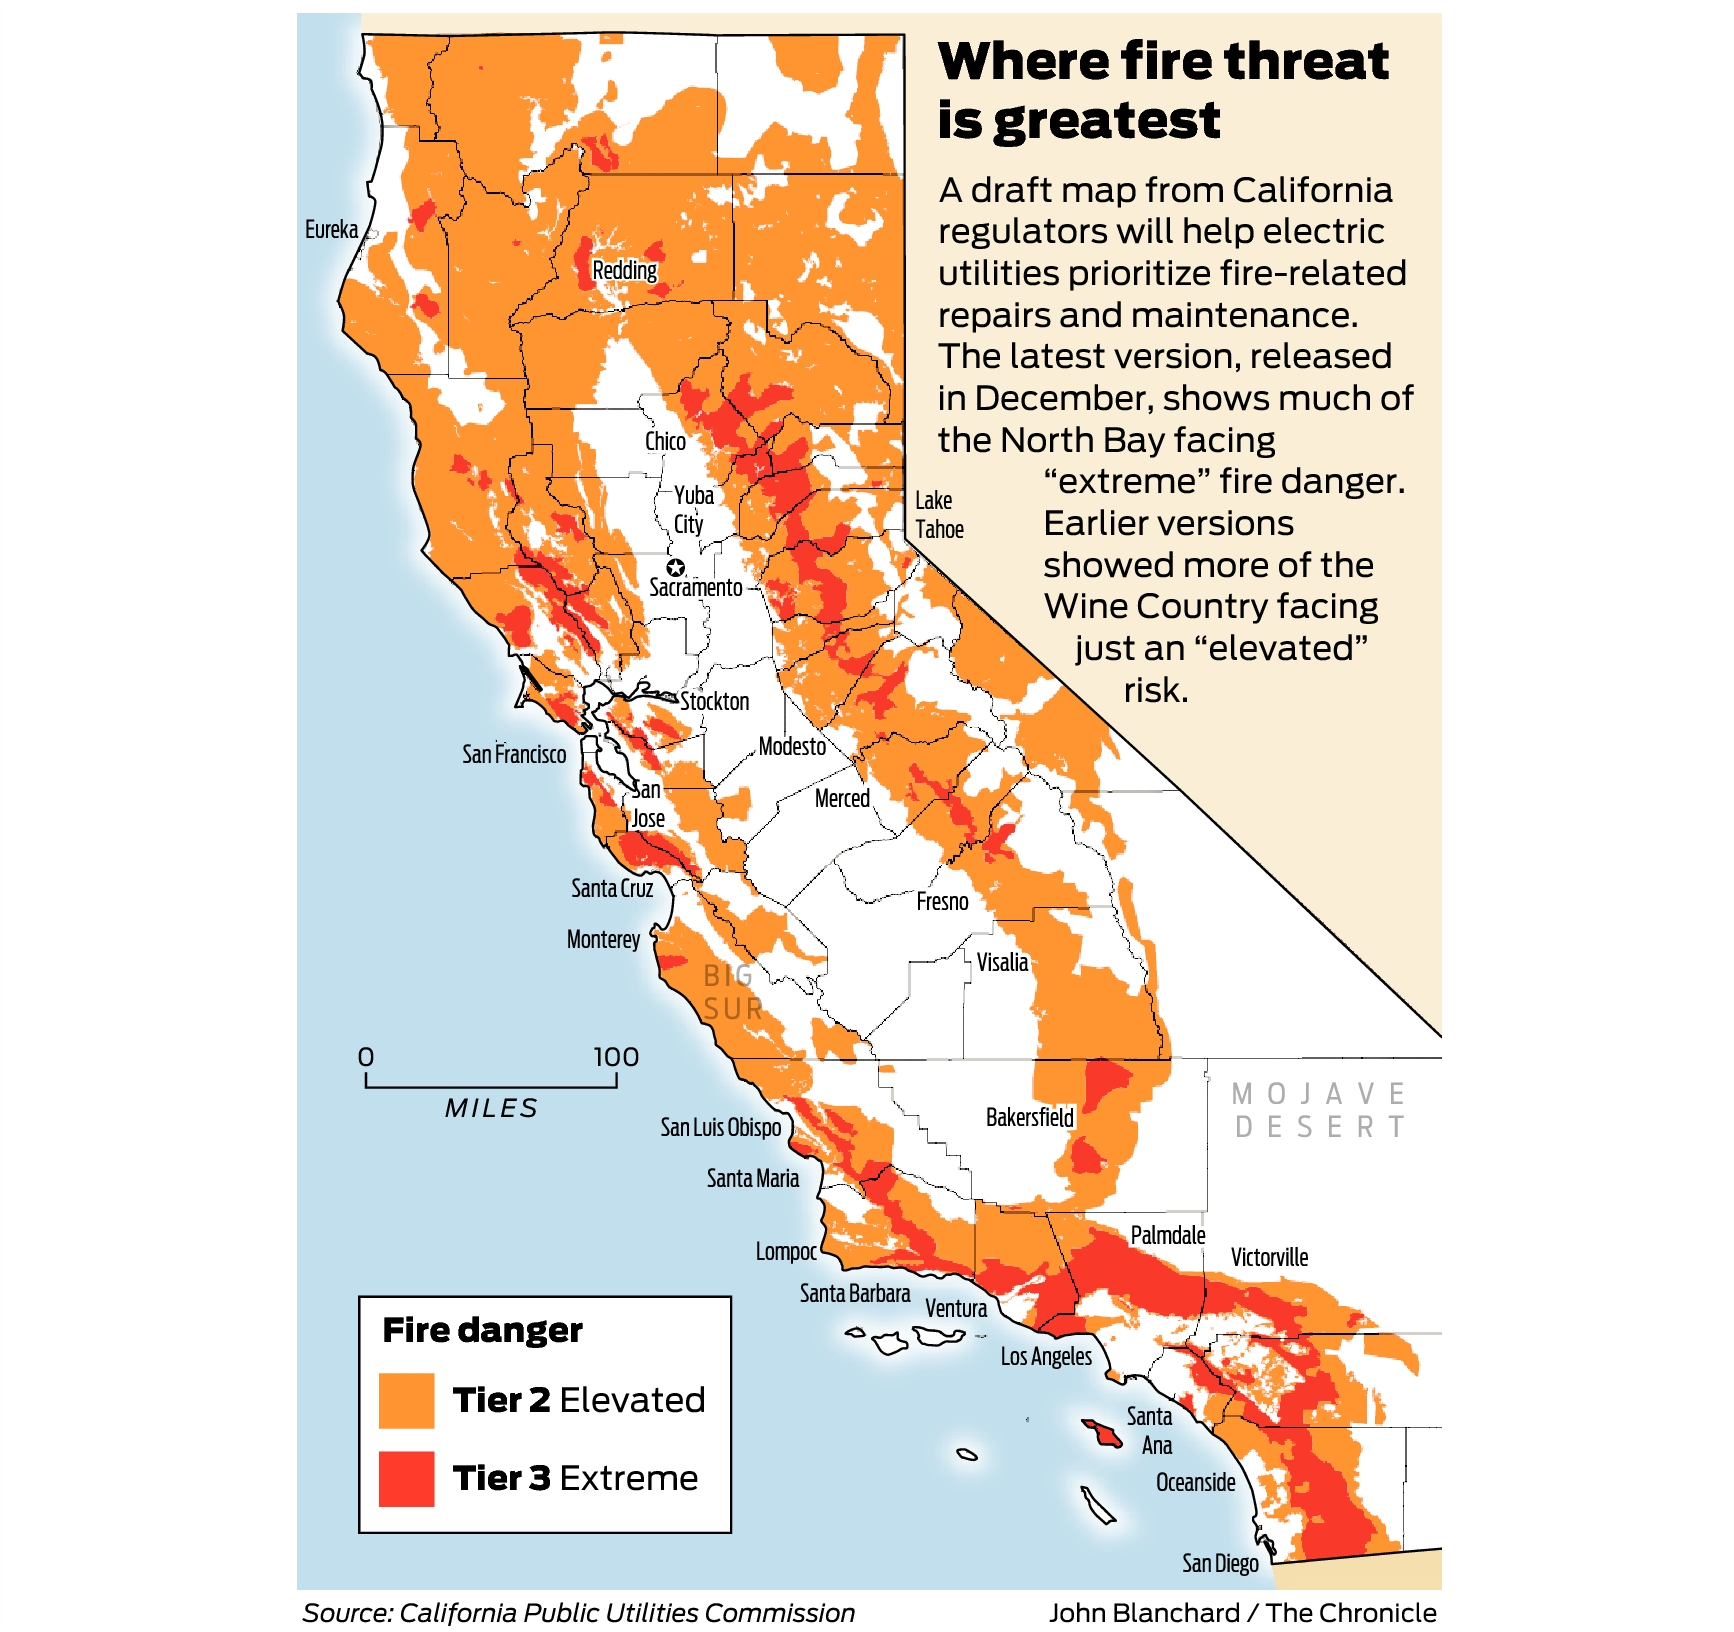 Where fire threat
is greatest
A draft map from California
regulators will help electric
utilities prioritize fire-related
repairs and maintenance.
The latest version, released
in December, shows much of
the North Bay facing
“extreme” fire danger.
Earlier versions
showed more of the
Wine Country facing
just an “elevated”
risk.
Eureka
Redding
Chico
Yuba
City
Lake
Tahoe
Sacramento
Stockton
San Francisco
Modesto
San
Jose
Merced
Santa Cruz
Fresno
Monterey
Visalia
BIG
SUR
0 100
MILES
MOJAVE
DESERT
Bakersfield
San Luis Obispo
Santa Maria
Lompoc
Palmdale
Victorville
Santa Barbara
Ventura
Los Angeles
Santa
Ana
Oceanside
San Diego
Fire danger
Tier 2 Elevated
Tier 3 Extreme
Source: California Public Utilities Commission
John Blanchard / The Chronicle